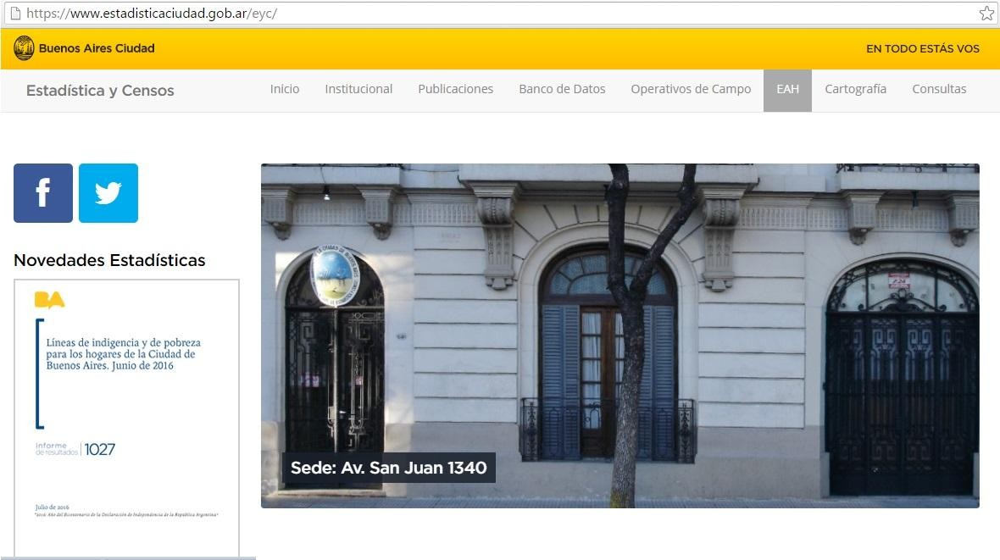 https://www.estadisticaciudad.gob.ar/eyc/
Buenos Aires Ciudad
EN TODO ESTÁS VOS
Estadística y Censos
Inicio
Institucional
Publicaciones
Banco de Datos
Operativos de Campo
EAH
Cartografía
Consultas
f
Novedades Estadísticas
BA
Líneas de indigencia y de pobreza
para los hogares de la Ciudad de
Buenos Aires. Junio de 2016
Informe
de resultados
1027
Julio de 2016
"2016: Año del Bicentenario de la Declaración de Independencia de la República Argentina"
Sede: Av. San Juan 1340